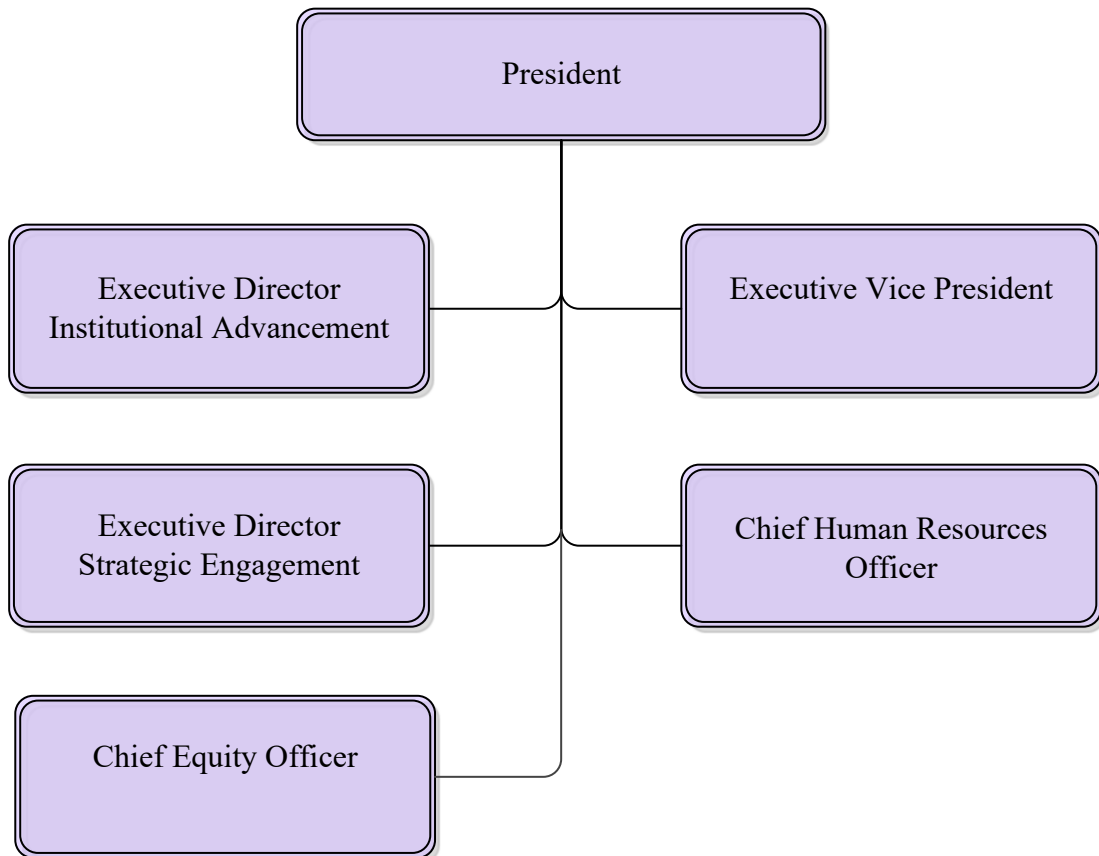 President
Executive Director
Institutional Advancement
Executive Vice President
Executive Director
Strategic Engagement
Chief Human Resources
Officer
Chief Equity Officer